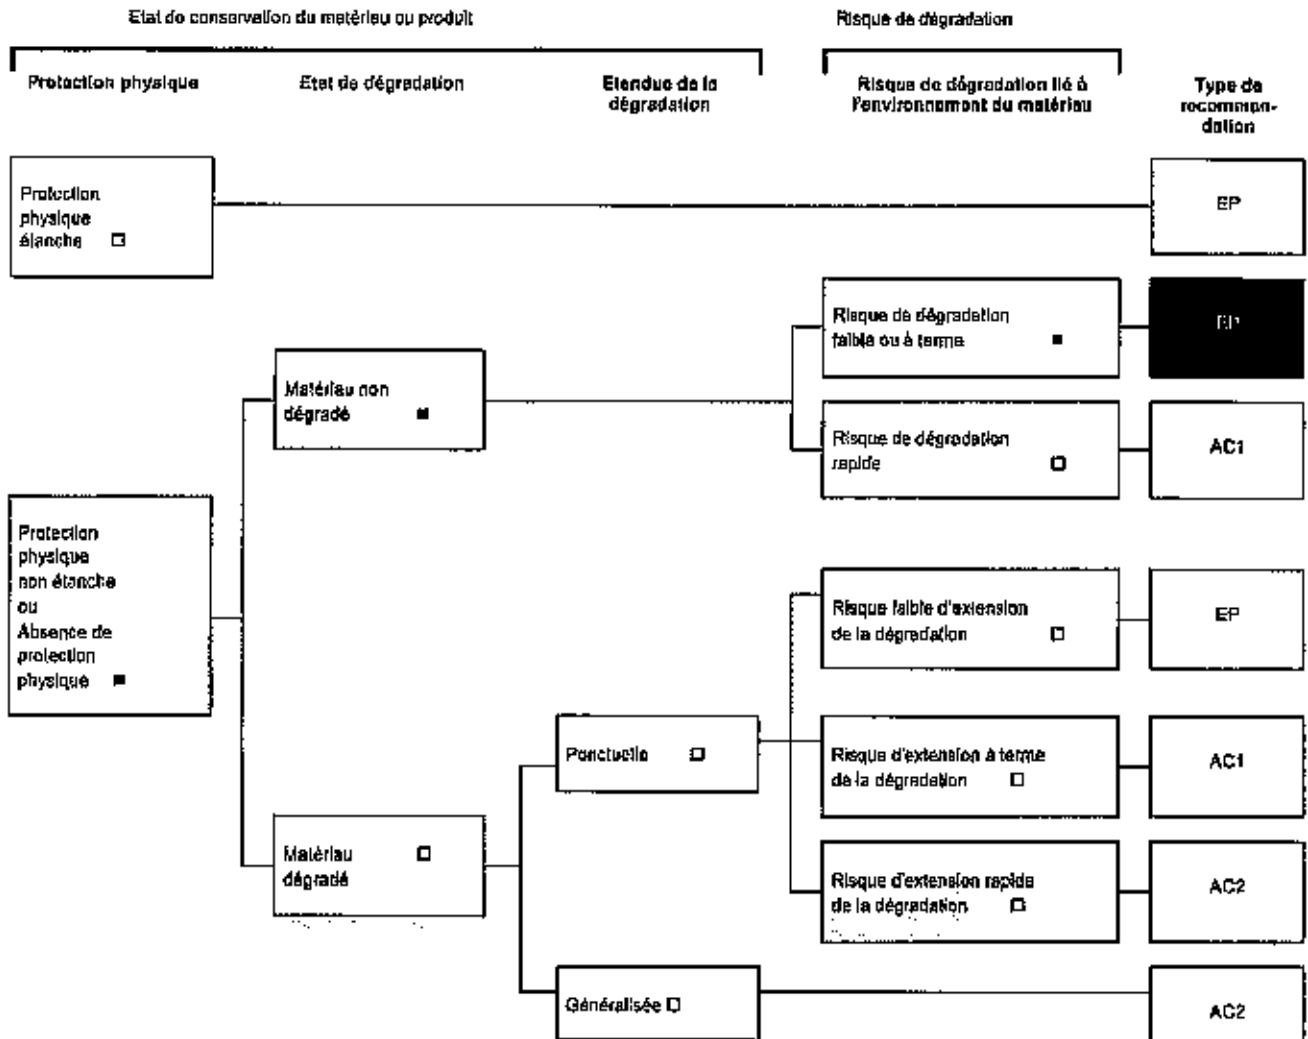 Etat de conservation du matériau ou produit
Risque de dégradation
Protection physique
Etat de dégradation
Etendue de la
dégradation
Risque de dégradation lié à
l'environnement du matériau
Type de
recomman-
dation
Protection
physique
étanche □
EP
Risque de dégradation
faible ou à terme ■
EP
Matériau non
dégradé ■
Risque de dégradation
rapide □
AC1
Protection
physique
non étanche
ou
Absence de
protection
physique ■
Risque faible d'extension
de la dégradation □
EP
Ponctuelle □
Risque d'extension à terme
de la dégradation □
AC1
Matériau □
dégradé
Risque d'extension rapide
de la dégradation □
AC2
Généralisée □
AC2